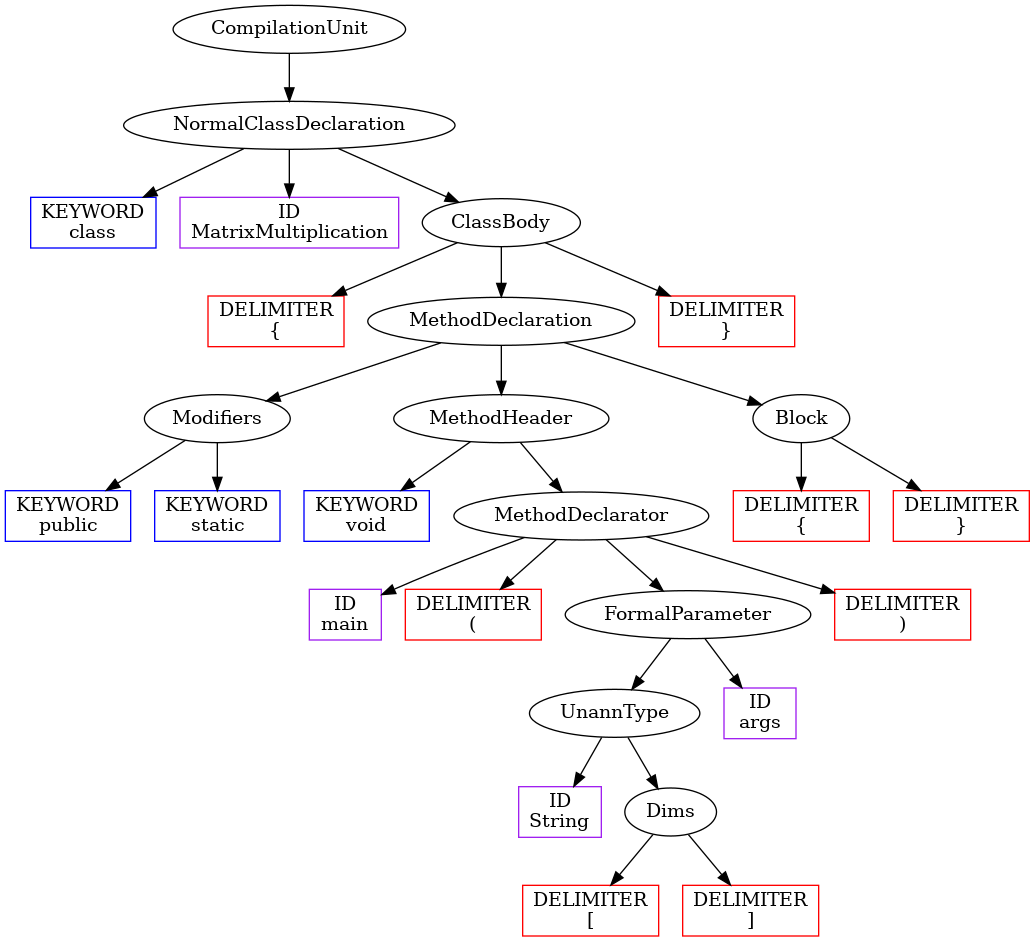 CompilationUnit
NormalClassDeclaration
KEYWORD
class
ID
MatrixMultiplication
ClassBody
DELIMITER
{
MethodDeclaration
DELIMITER
}
Modifiers
MethodHeader
Block
KEYWORD
public
KEYWORD
static
KEYWORD
void
MethodDeclarator
DELIMITER
{
DELIMITER
}
ID
main
DELIMITER
(
FormalParameter
DELIMITER
)
UnannType
ID
args
ID
String
Dims
DELIMITER
[
DELIMITER
]